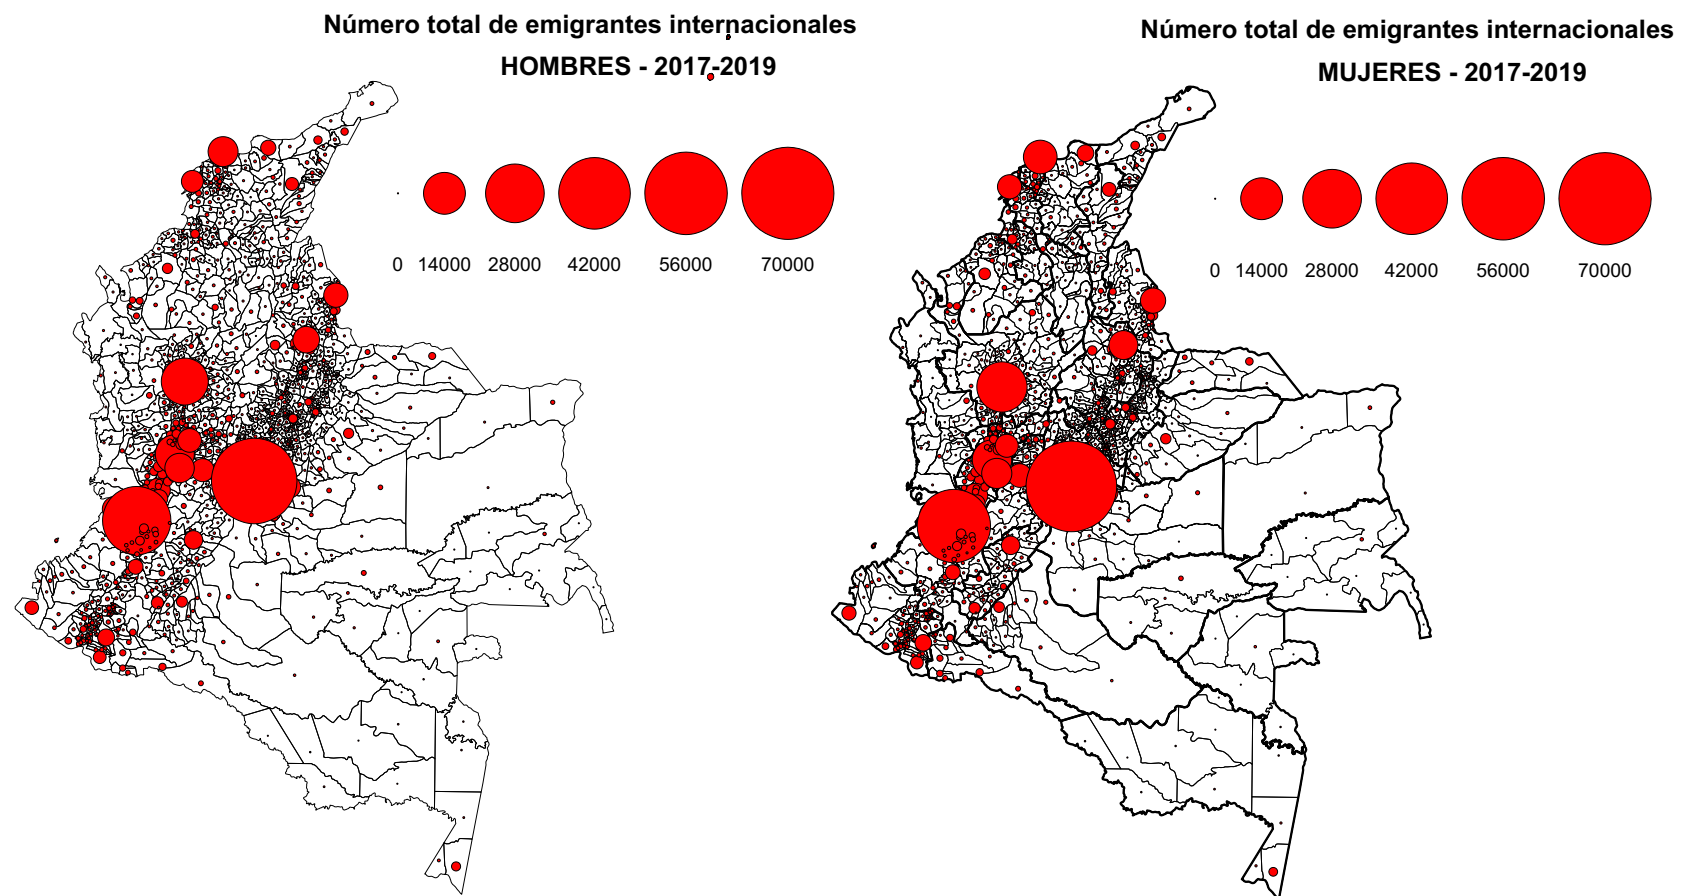 Número total de emigrantes internacionales
HOMBRES - 2017-2019
0 14000 28000 42000 56000 70000
Número total de emigrantes internacionales
MUJERES - 2017-2019
0 14000 28000 42000 56000 70000